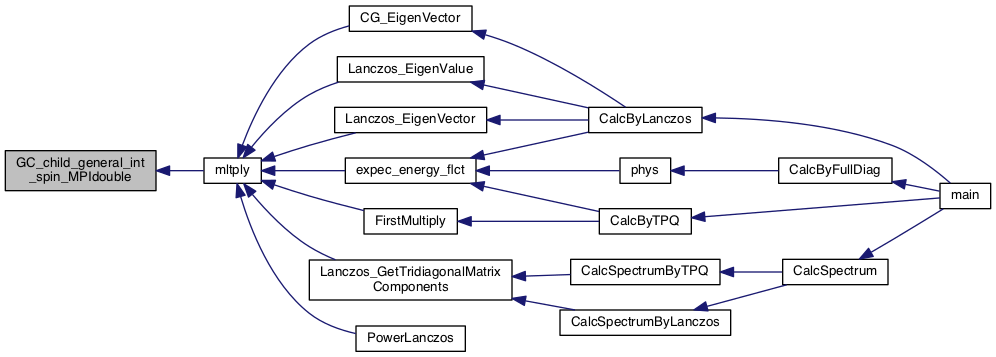 CG_EigenVector
Lanczos_EigenValue
Lanczos_EigenVector
CalcByLanczos
GC_child_general_int
_spin_MPIdouble
mltply
expec_energy_flct
phys
CalcByFullDiag
main
FirstMultiply
CalcByTPQ
Lanczos_GetTridiagonalMatrix
Components
CalcSpectrumByTPQ
CalcSpectrum
CalcSpectrumByLanczos
PowerLanczos